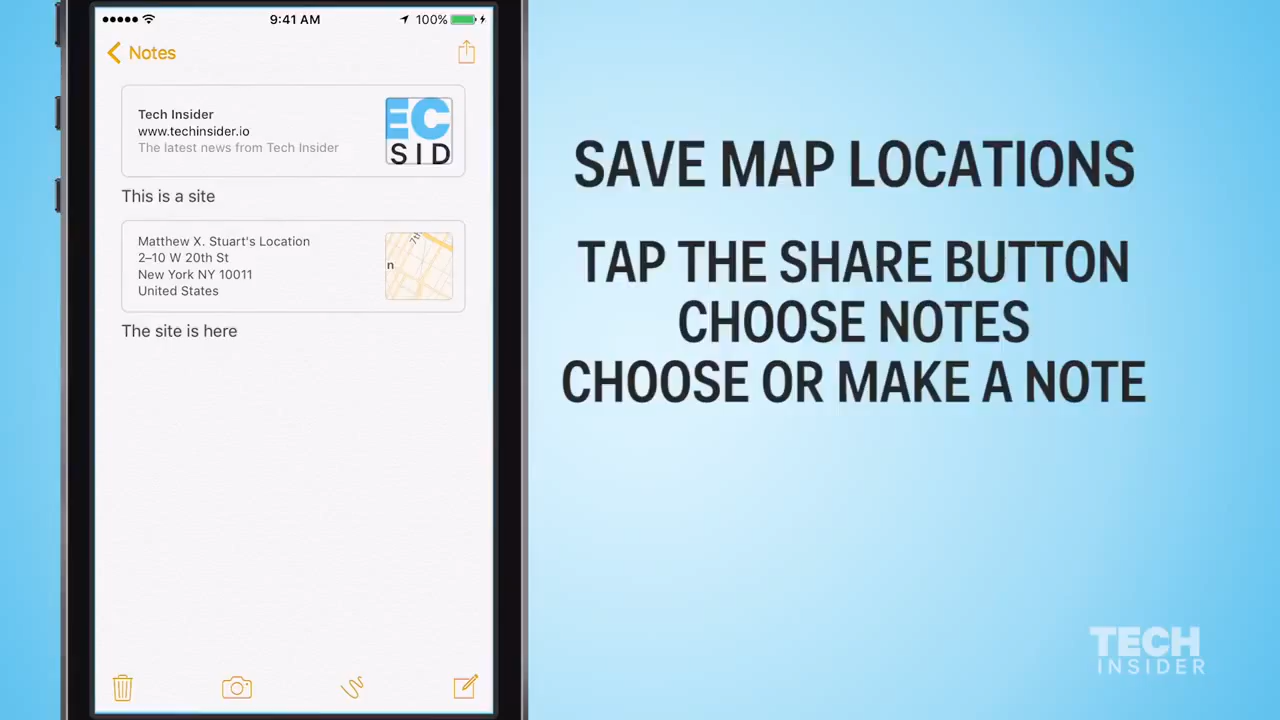 9:41 AM
100%
Notes
Tech Insider
www.techinsider.io
The latest news from Tech Insider
EC
SID
This is a site
Matthew X. Stuart's Location
2–10 W 20th St
New York NY 10011
United States
7th
n
The site is here
SAVE MAP LOCATIONS
TAP THE SHARE BUTTON
CHOOSE NOTES
CHOOSE OR MAKE A NOTE
TECH
INSIDER